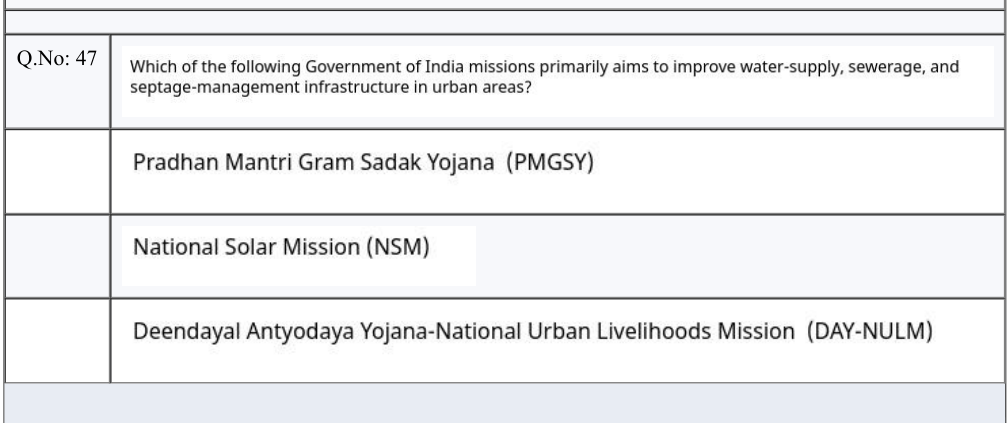 Q.No: 47
Which of the following Government of India missions primarily aims to improve water-supply, sewerage, and
septage-management infrastructure in urban areas?
Pradhan Mantri Gram Sadak Yojana (PMGSY)
National Solar Mission (NSM)
Deendayal Antyodaya Yojana-National Urban Livelihoods Mission (DAY-NULM)